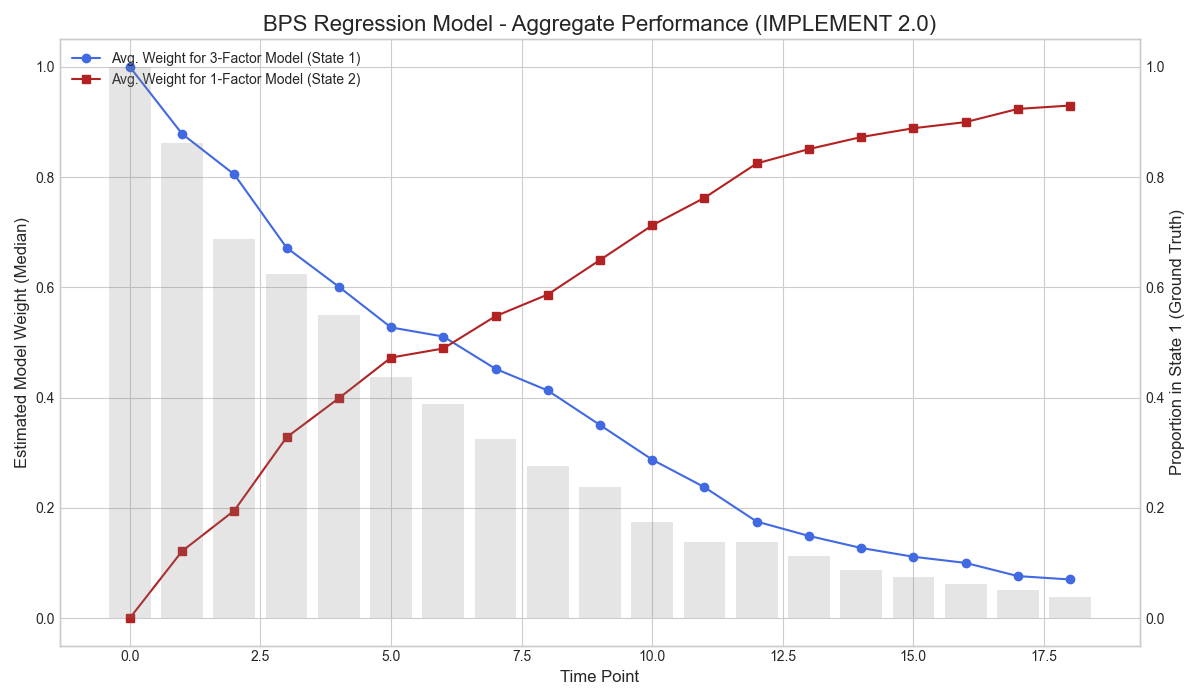 BPS Regression Model - Aggregate Performance (IMPLEMENT 2.0)
Avg. Weight for 3-Factor Model (State 1)
Avg. Weight for 1-Factor Model (State 2)
Estimated Model Weight (Median)
1.0
0.8
0.6
0.4
0.2
0.0
1.0
0.8
0.6
0.4
0.2
0.0
Proportion in State 1 (Ground Truth)
0.0 2.5 5.0 7.5 10.0 12.5 15.0 17.5
Time Point